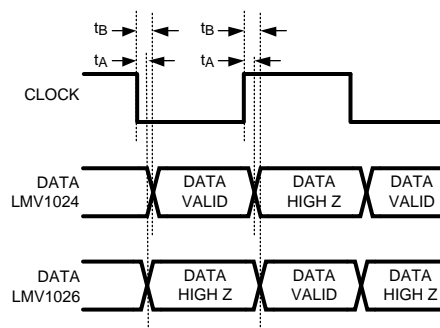 tB tB
tA tA
CLOCK
DATA LMV1024 DATA VALID DATA HIGH Z DATA VALID
DATA LMV1026 DATA HIGH Z DATA VALID DATA HIGH Z